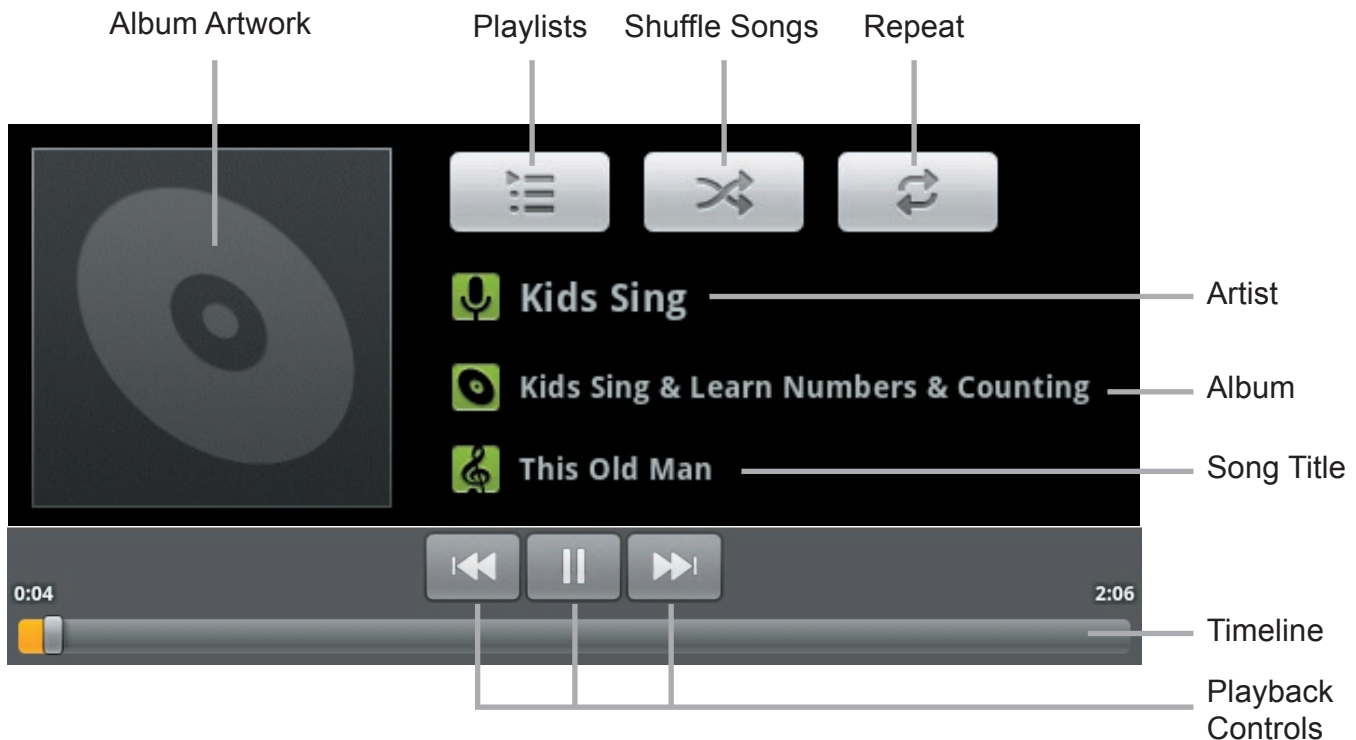 Album Artwork
Playlists
Shuffle Songs
Repeat
Kids Sing
Artist
Kids Sing & Learn Numbers & Counting
Album
This Old Man
Song Title
0:04
2:06
Timeline
Playback
Controls